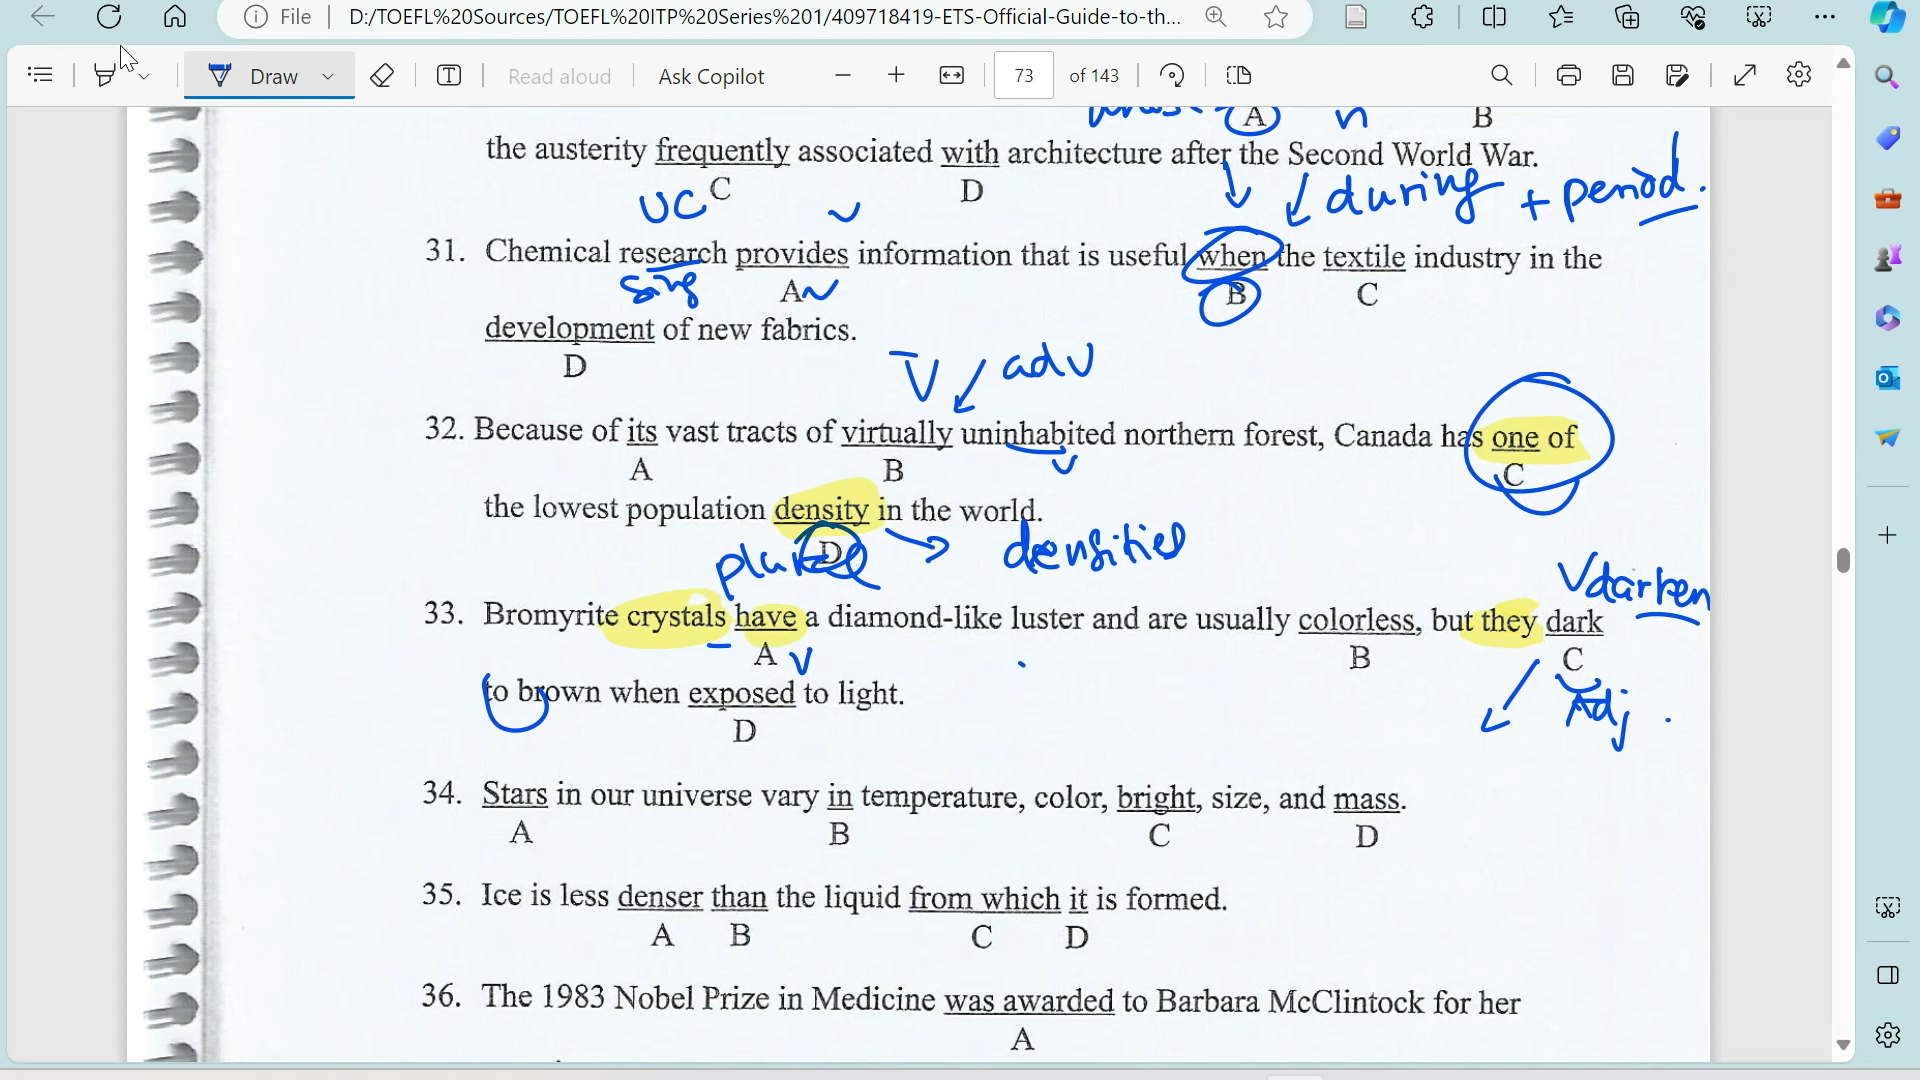 File D:/TOEFL%20Sources/TOEFL%20ITP%20Series%201/409718419-ETS-Official-Guide-to-th...
Draw Read aloud Ask Copilot 73 of 143
A n B
the austerity frequently associated with architecture after the Second World War.
C D
UC during + period.
31. Chemical research provides information that is useful when the textile industry in the
sing A B C
development of new fabrics.
D
V adv
32. Because of its vast tracts of virtually uninhabited northern forest, Canada has one of
A B C
the lowest population density in the world.
D
plural densities
V darken
33. Bromyrite crystals have a diamond-like luster and are usually colorless, but they dark
A V B C
to brown when exposed to light.
D
Adj.
34. Stars in our universe vary in temperature, color, bright, size, and mass.
A B C D
35. Ice is less denser than the liquid from which it is formed.
A B C D
36. The 1983 Nobel Prize in Medicine was awarded to Barbara McClintock for her
A